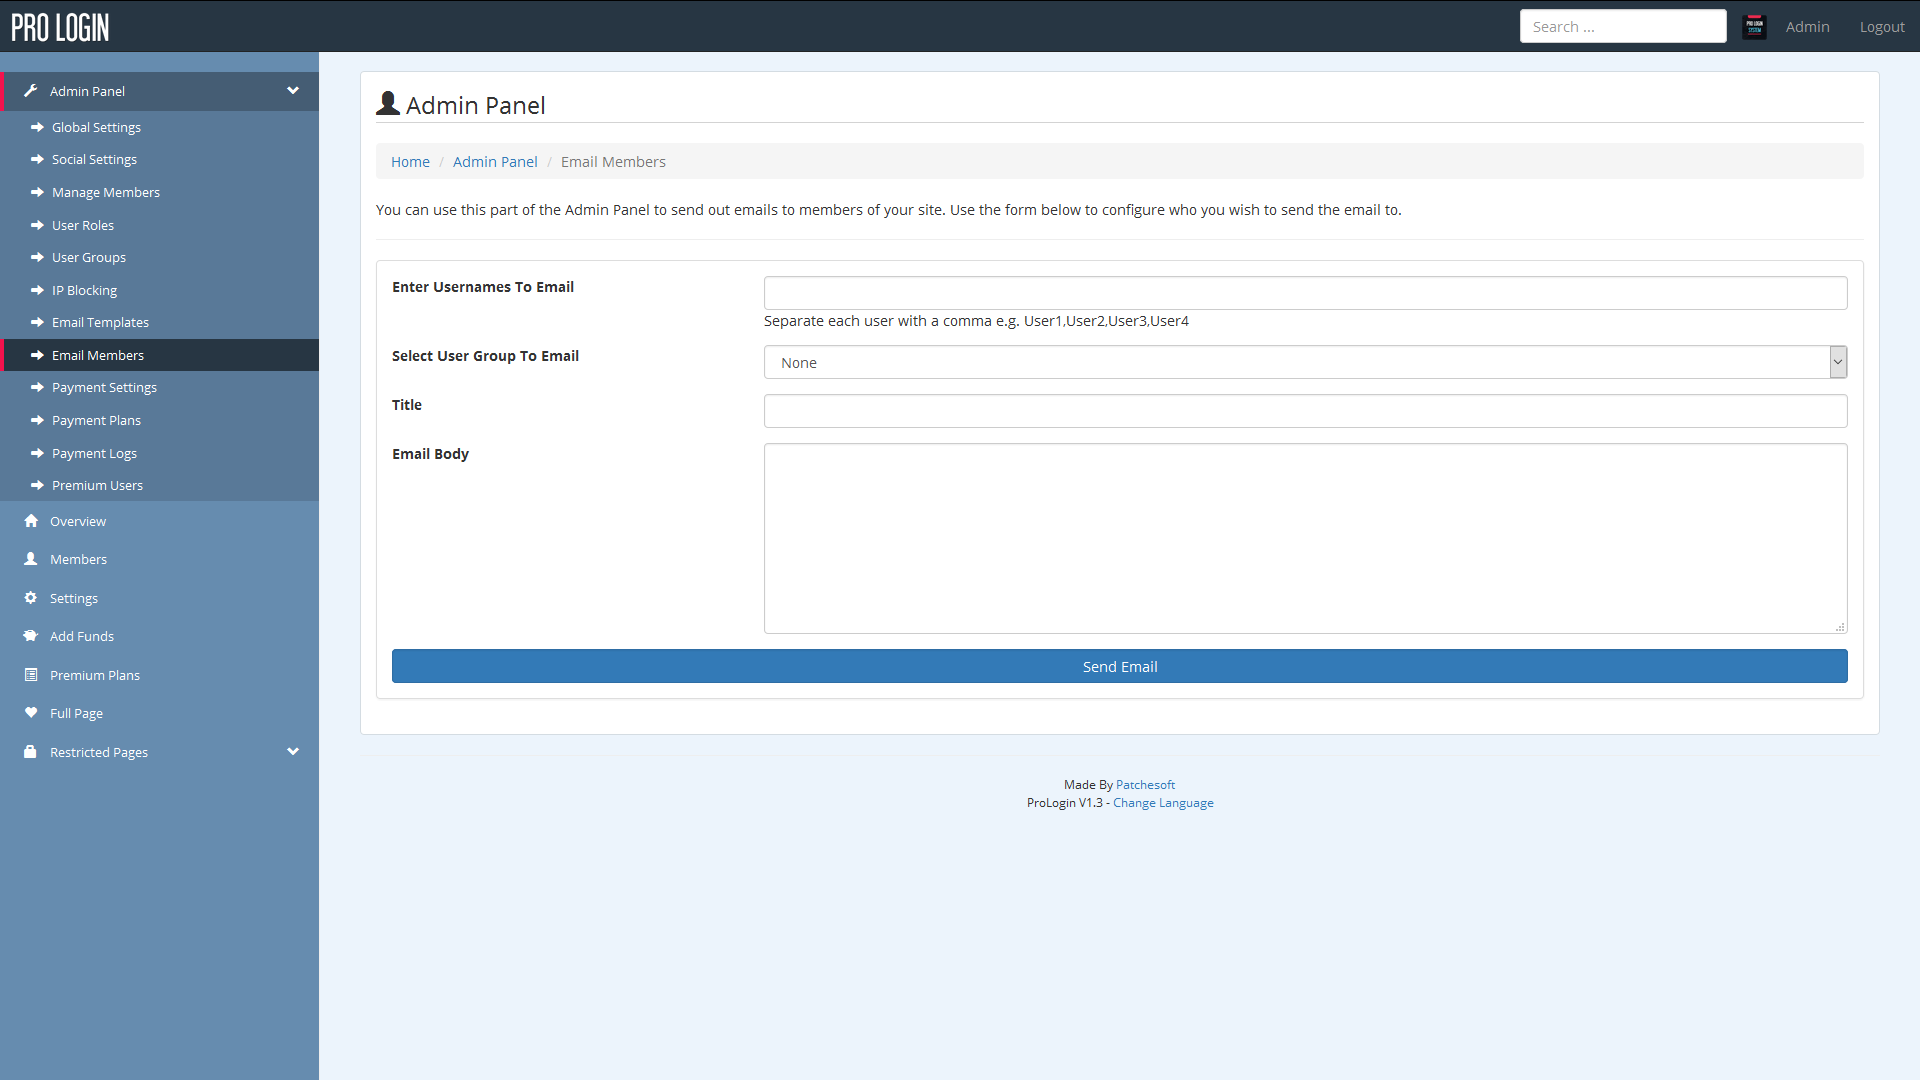 PRO LOGIN
Search ...
PRO LOGIN
SYSTEM
Admin
Logout
Admin Panel
Global Settings
Social Settings
Manage Members
User Roles
User Groups
IP Blocking
Email Templates
Email Members
Payment Settings
Payment Plans
Payment Logs
Premium Users
Overview
Members
Settings
Add Funds
Premium Plans
Full Page
Restricted Pages
Admin Panel
Home / Admin Panel / Email Members
You can use this part of the Admin Panel to send out emails to members of your site. Use the form below to configure who you wish to send the email to.
Enter Usernames To Email
Separate each user with a comma e.g. User1,User2,User3,User4
Select User Group To Email
None
Title
Email Body
Send Email
Made By Patchesoft
ProLogin V1.3 - Change Language